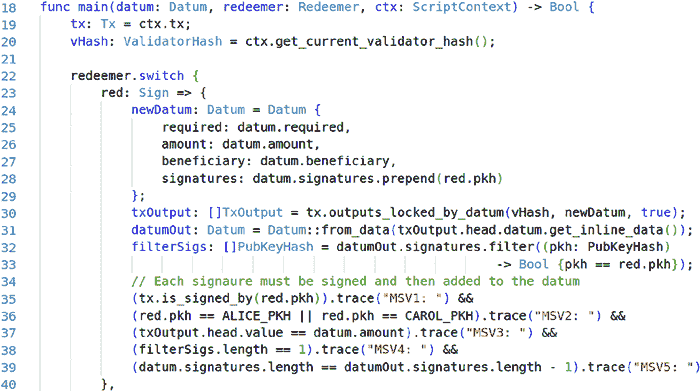 18 func main(datum: Datum, redeemer: Redeemer, ctx: ScriptContext) -> Bool {
19 tx: Tx = ctx.tx;
20 vHash: ValidatorHash = ctx.get_current_validator_hash();
21
22 redeemer.switch {
23 red: Sign => {
24 newDatum: Datum = Datum {
25 required: datum.required,
26 amount: datum.amount,
27 beneficiary: datum.beneficiary,
28 signatures: datum.signatures.prepend(red.pkh)
29 };
30 txOutput: []TxOutput = tx.outputs_locked_by_datum(vHash, newDatum, true);
31 datumOut: Datum = Datum::from_data(txOutput.head.datum.get_inline_data());
32 filterSigs: []PubKeyHash = datumOut.signatures.filter((pkh: PubKeyHash)
33 -> Bool {pkh == red.pkh});
34 // Each signaure must be signed and then added to the datum
35 (tx.is_signed_by(red.pkh)).trace("MSV1: ") &&
36 (red.pkh == ALICE_PKH || red.pkh == CAROL_PKH).trace("MSV2: ") &&
37 (txOutput.head.value == datum.amount).trace("MSV3: ") &&
38 (filterSigs.length == 1).trace("MSV4: ") &&
39 (datum.signatures.length == datumOut.signatures.length - 1).trace("MSV5: ")
40 },